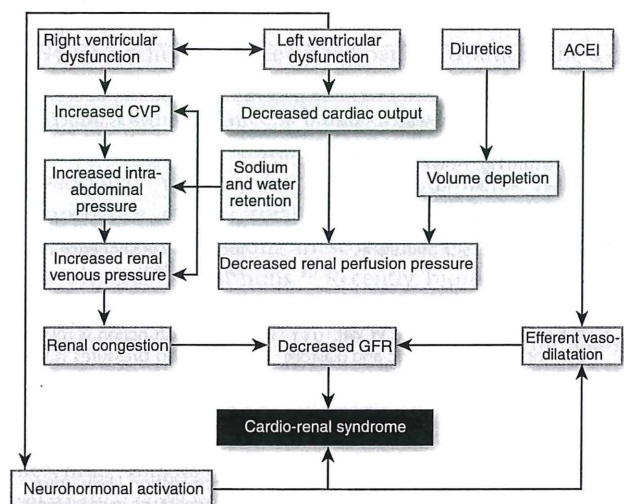 Right ventricular
dysfunction
Left ventricular
dysfunction
Diuretics
ACEI
Increased CVP
Decreased cardiac output
Increased intra-
abdominal
pressure
Sodium
and water
retention
Volume depletion
Increased renal
venous pressure
Decreased renal perfusion pressure
Renal congestion
Decreased GFR
Efferent vaso-
dilatation
Cardio-renal syndrome
Neurohormonal activation